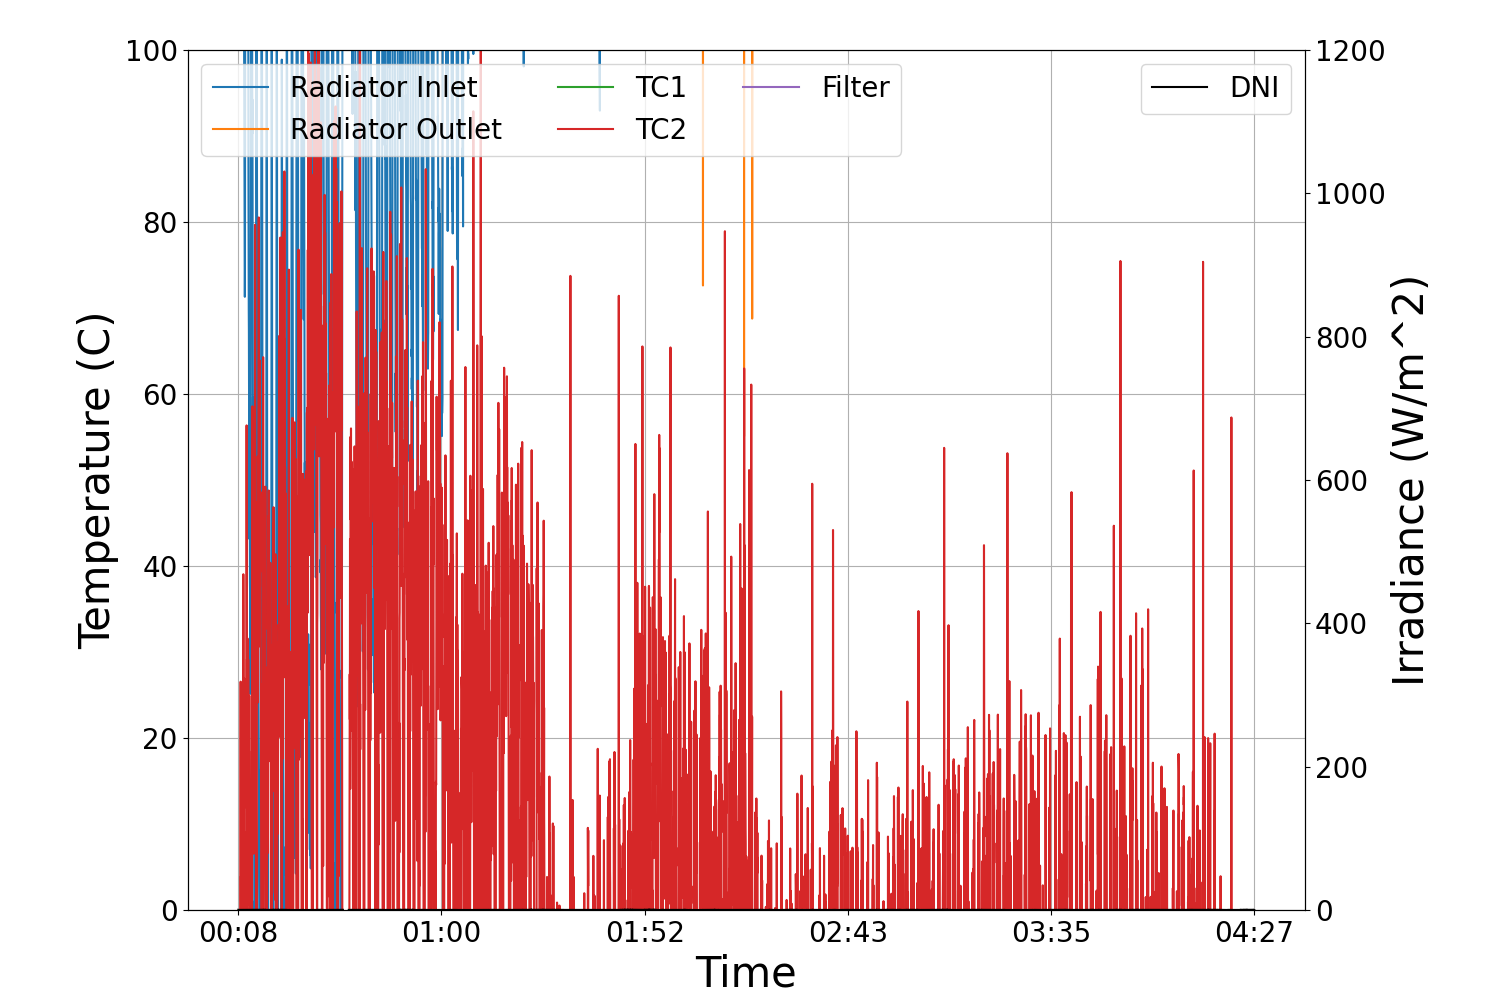 100
80
60
40
20
0
Temperature (C)
Radiator Inlet
Radiator Outlet
TC1
TC2
Filter
DNI
1200
1000
800
600
400
200
0
Irradiance (W/m^2)
00:08 01:00 01:52 02:43 03:35 04:27
Time